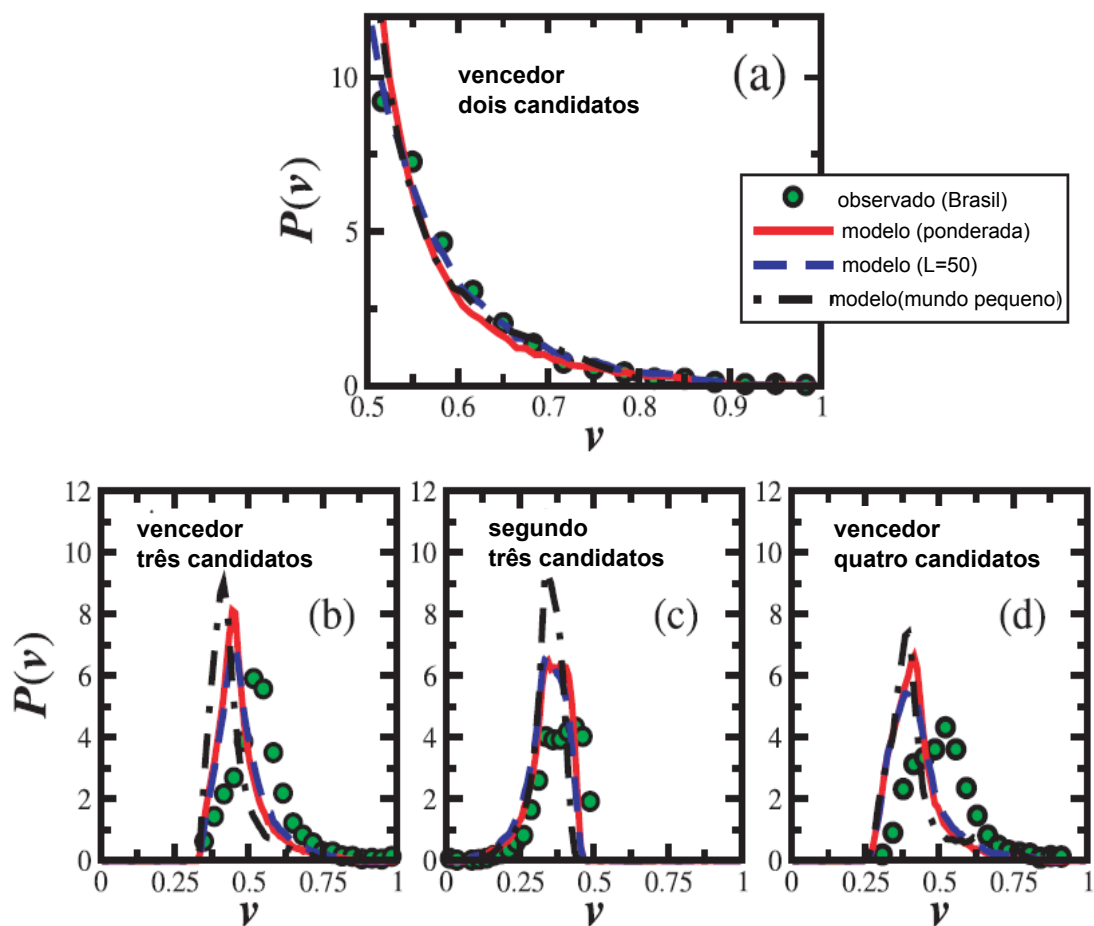 10
5
0
P(v)
vencedor
dois candidatos
(a)
observado (Brasil)
modelo (ponderada)
modelo (L=50)
modelo(mundo pequeno)
0.5 0.6 0.7 0.8 0.9 1
v
12
10
8
6
4
2
0
P(v)
vencedor
três candidatos
(b)
0 0.25 0.5 0.75 1
v
12
10
8
6
4
2
0
segundo
três candidatos
(c)
0 0.25 0.5 0.75 1
v
12
10
8
6
4
2
0
vencedor
quatro candidatos
(d)
0 0.25 0.5 0.75 1
v